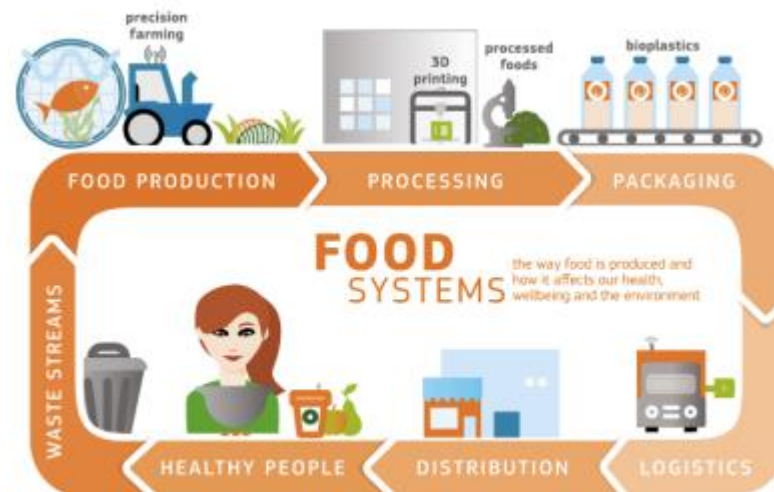 precision
farming
3D
printing
processed
foods
bioplastics
FOOD PRODUCTION
PROCESSING
PACKAGING
FOOD
SYSTEMS
the way food is produced and
how it affects our health,
wellbeing and the environment
WASTE STREAMS
HEALTHY PEOPLE
DISTRIBUTION
LOGISTICS